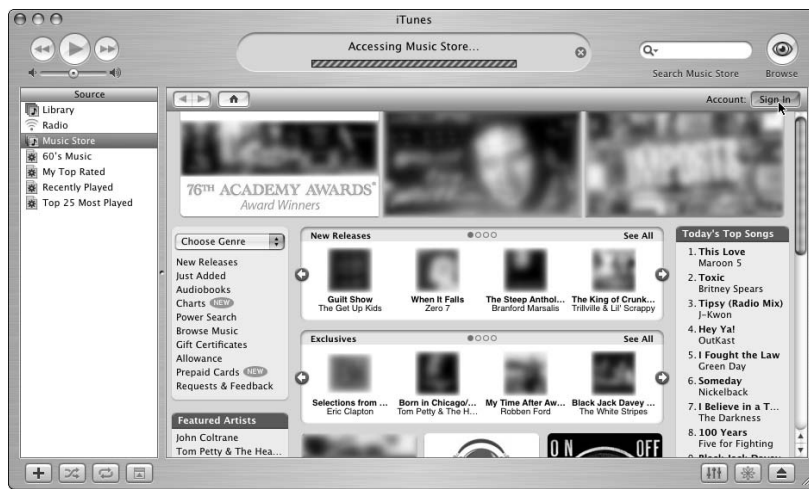 iTunes
Accessing Music Store...
Search Music Store
Browse
Source
Library
Radio
Music Store
60's Music
My Top Rated
Recently Played
Top 25 Most Played
Account: Sign In
76TH ACADEMY AWARDS®
Award Winners
Choose Genre
New Releases
Just Added
Audiobooks
Charts NEW
Power Search
Browse Music
Gift Certificates
Allowance
Prepaid Cards NEW
Requests & Feedback
Featured Artists
John Coltrane
Tom Petty & The Hea...
New Releases See All
Guilt Show
The Get Up Kids
When It Falls
Zero 7
The Steep Anthol...
Branford Marsalis
The King of Crunk...
Trillville & Lil' Scrappy
Exclusives See All
Selections from ...
Eric Clapton
Born in Chicago/...
Tom Petty & The H...
My Time After Aw...
Robben Ford
Black Jack Davey ...
The White Stripes
ON OFF
Today's Top Songs
1. This Love
Maroon 5
2. Toxic
Britney Spears
3. Tipsy (Radio Mix)
J-Kwon
4. Hey Ya!
OutKast
5. I Fought the Law
Green Day
6. Someday
Nickelback
7. I Believe in a T...
The Darkness
8. 100 Years
Five for Fighting